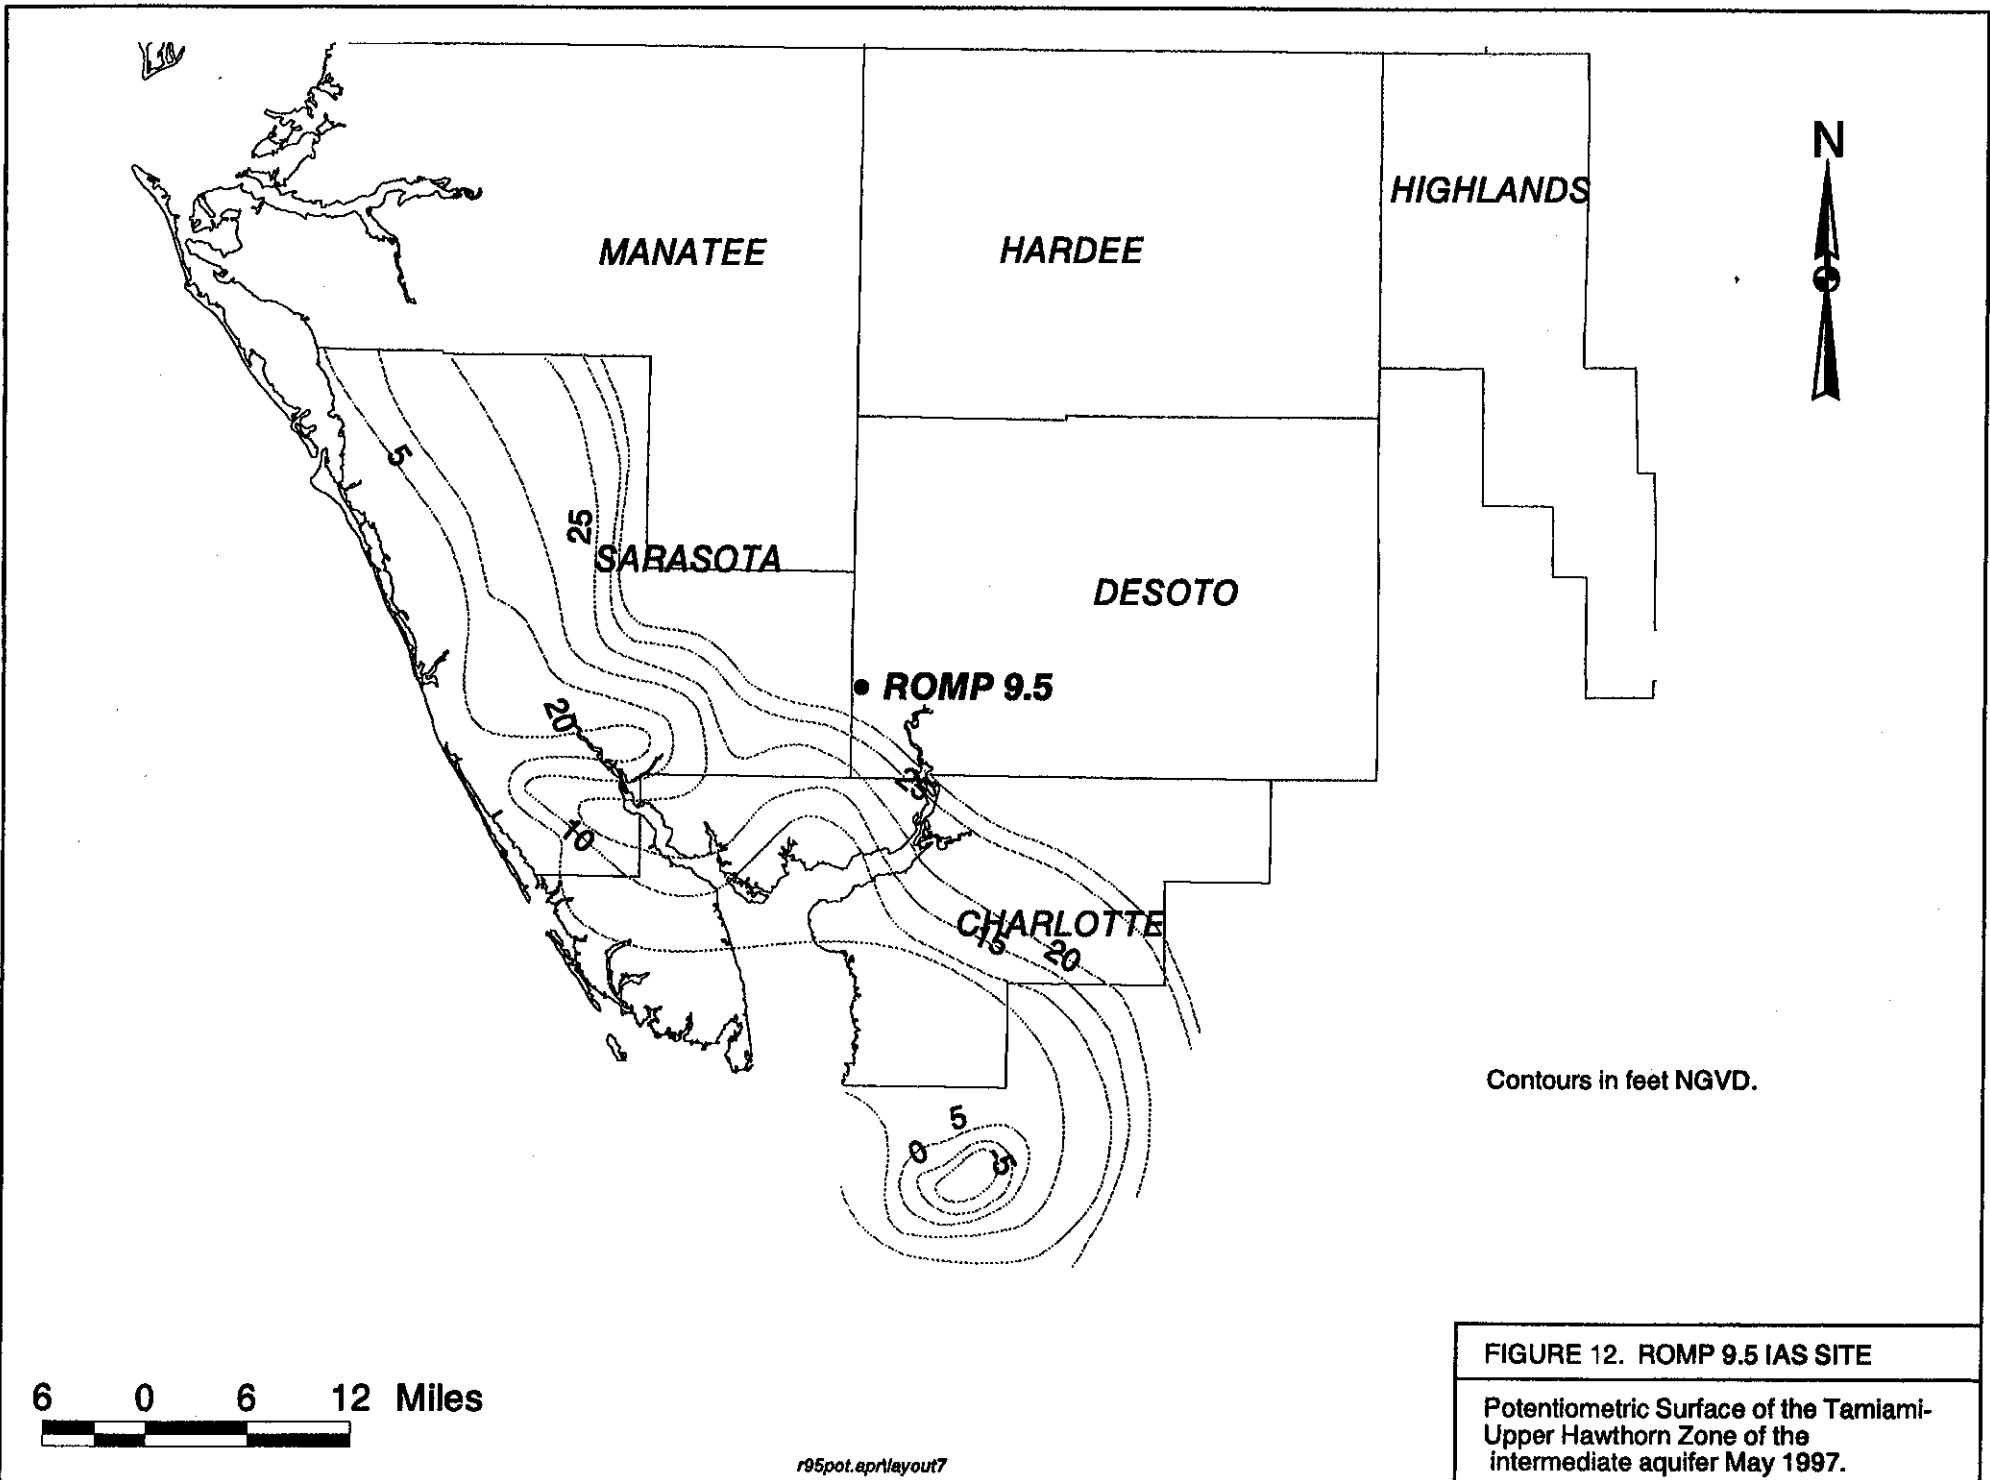 N
HIGHLANDS
MANATEE
HARDEE
5
25
SARASOTA
DESOTO
ROMP 9.5
20
25
10
CHARLOTTE
15
20
Contours in feet NGVD.
5
0
-5
FIGURE 12. ROMP 9.5 IAS SITE
6 0 6 12 Miles
Potentiometric Surface of the Tamiami-
Upper Hawthorn Zone of the
intermediate aquifer May 1997.
r95pot.apr\layout7